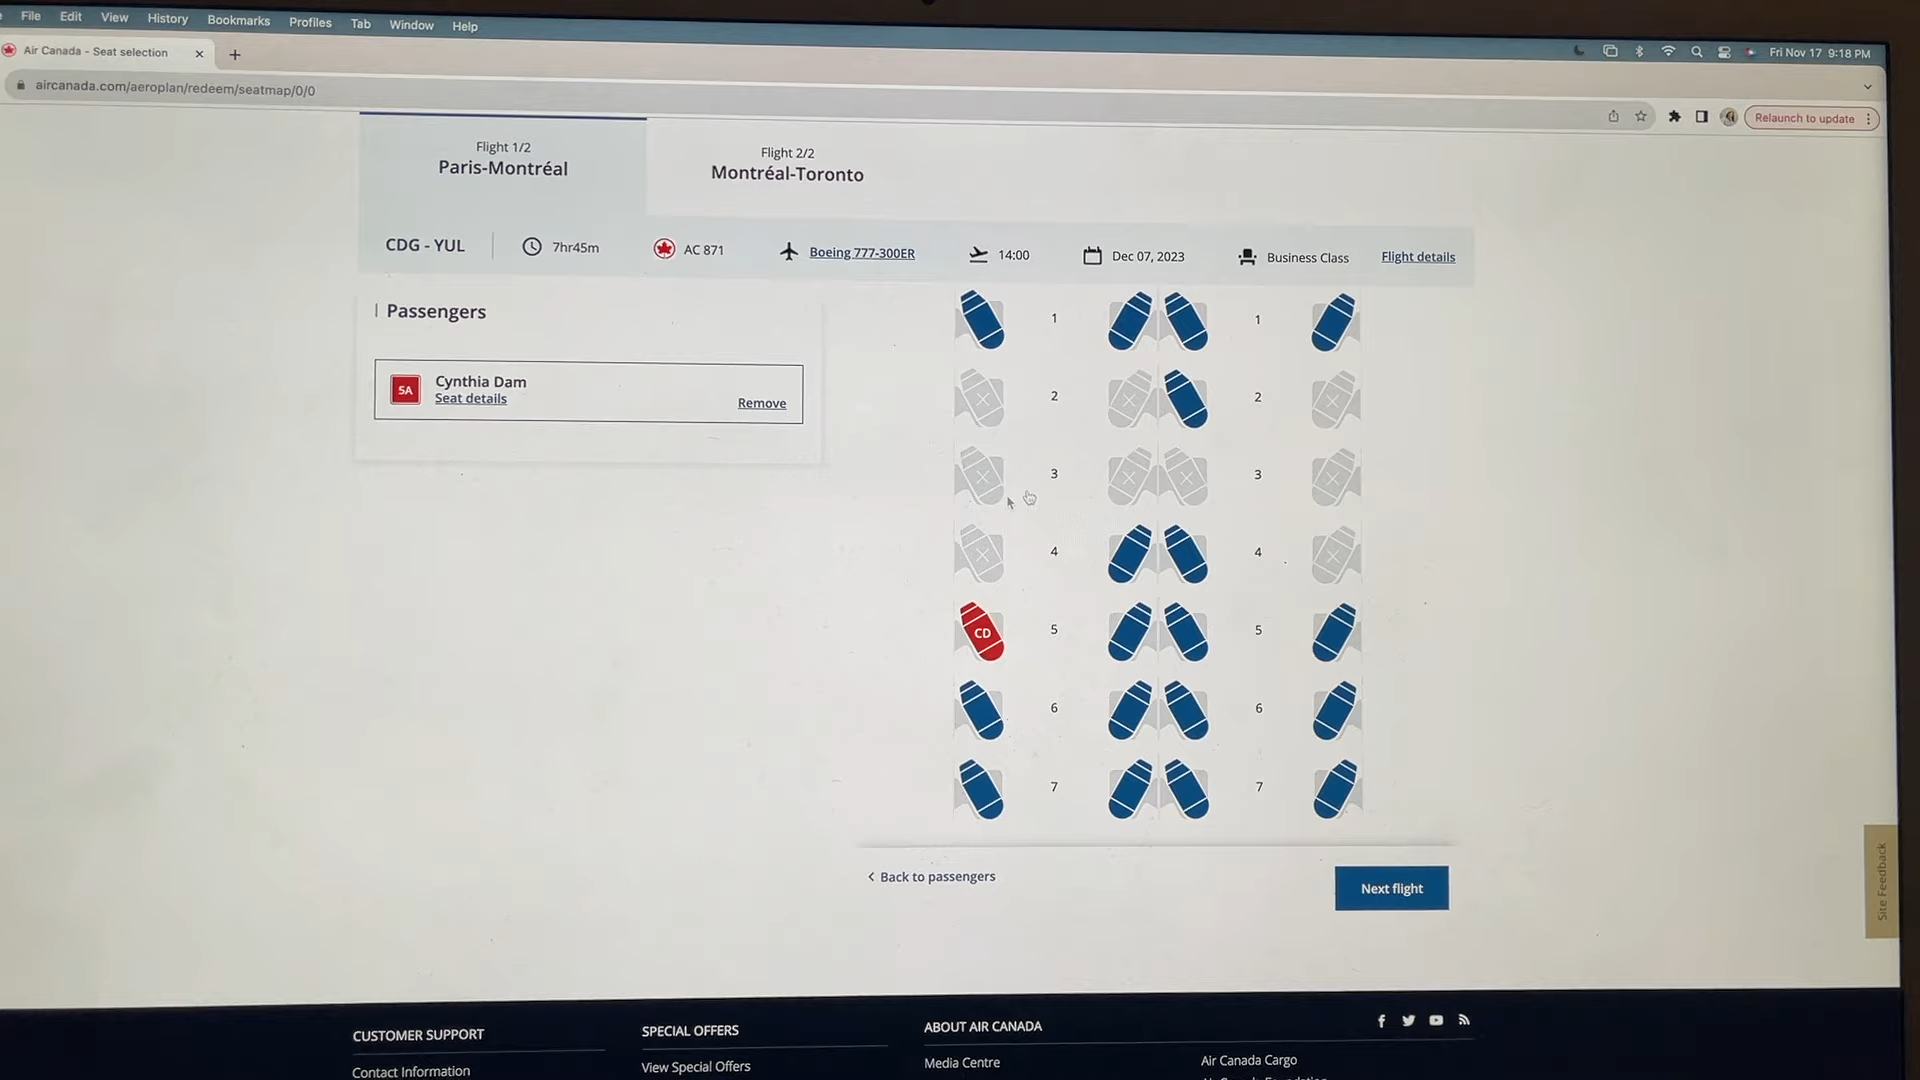 File Edit View History Bookmarks Profiles Tab Window Help
Fri Nov 17 9:18 PM
Air Canada - Seat selection
aircanada.com/aeroplan/redeem/seatmap/0/0
Relaunch to update
Flight 1/2
Paris-Montréal
Flight 2/2
Montréal-Toronto
CDG - YUL
7hr45m
AC 871
Boeing 777-300ER
14:00
Dec 07, 2023
Business Class
Flight details
Passengers
5A
Cynthia Dam
Seat details
Remove
1 1
2 2
3 3
4 4
CD 5 5
6 6
7 7
Back to passengers
Next flight
Site Feedback
CUSTOMER SUPPORT
Contact Information
SPECIAL OFFERS
View Special Offers
ABOUT AIR CANADA
Media Centre
Air Canada Cargo